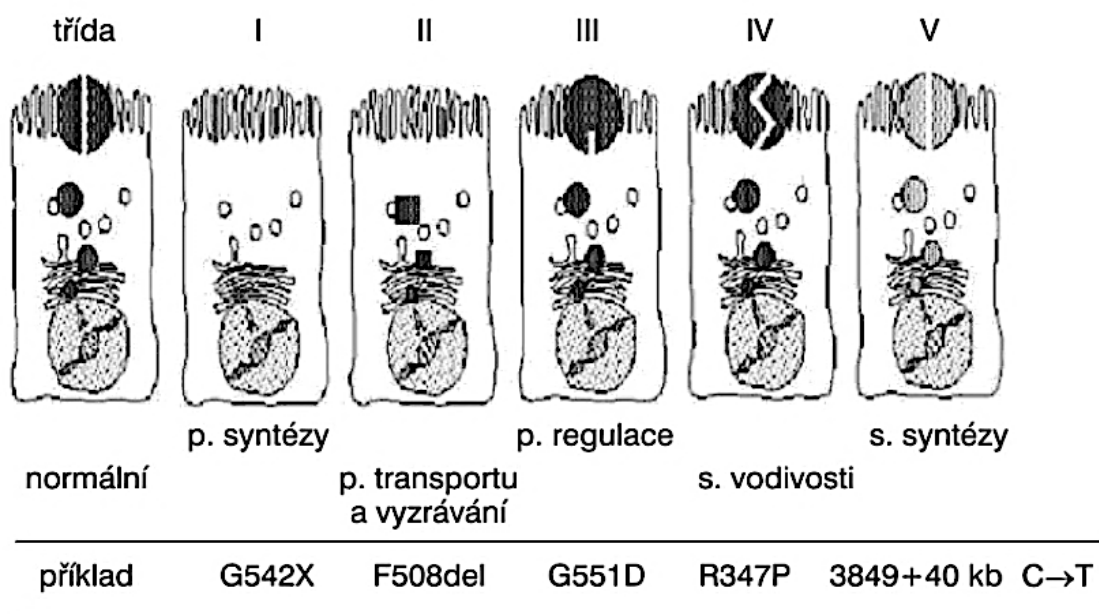 třída I II III IV V
p. syntézy p. regulace s. syntézy
normální p. transportu s. vodivosti
a vyzrávání
příklad G542X F508del G551D R347P 3849+40 kb C→T